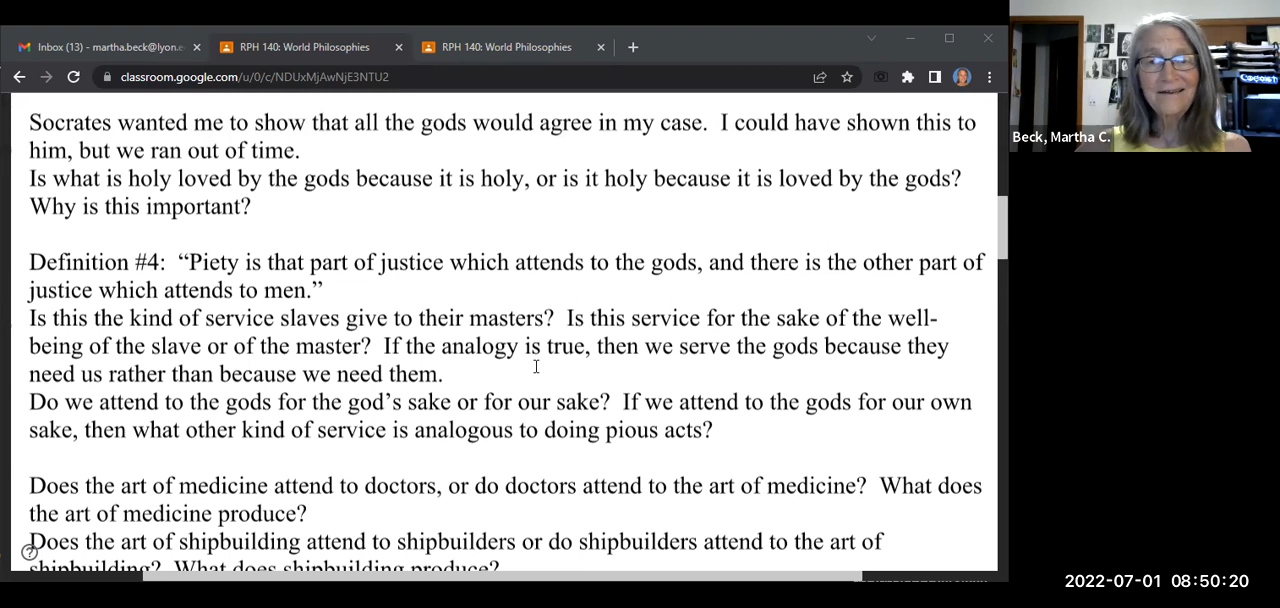 Inbox (13) - martha.beck@lyon.e
RPH 140: World Philosophies
RPH 140: World Philosophies
classroom.google.com/u/0/c/NDUxMjAwNjE3NTU2
Socrates wanted me to show that all the gods would agree in my case. I could have shown this to
him, but we ran out of time.
Is what is holy loved by the gods because it is holy, or is it holy because it is loved by the gods?
Why is this important?
Definition #4: “Piety is that part of justice which attends to the gods, and there is the other part of
justice which attends to men.”
Is this the kind of service slaves give to their masters? Is this service for the sake of the well-
being of the slave or of the master? If the analogy is true, then we serve the gods because they
need us rather than because we need them.
Do we attend to the gods for the god’s sake or for our sake? If we attend to the gods for our own
sake, then what other kind of service is analogous to doing pious acts?
Does the art of medicine attend to doctors, or do doctors attend to the art of medicine? What does
the art of medicine produce?
Does the art of shipbuilding attend to shipbuilders or do shipbuilders attend to the art of
shipbuilding? What does shipbuilding produce?
Beck, Martha C.
2022-07-01 08:50:20